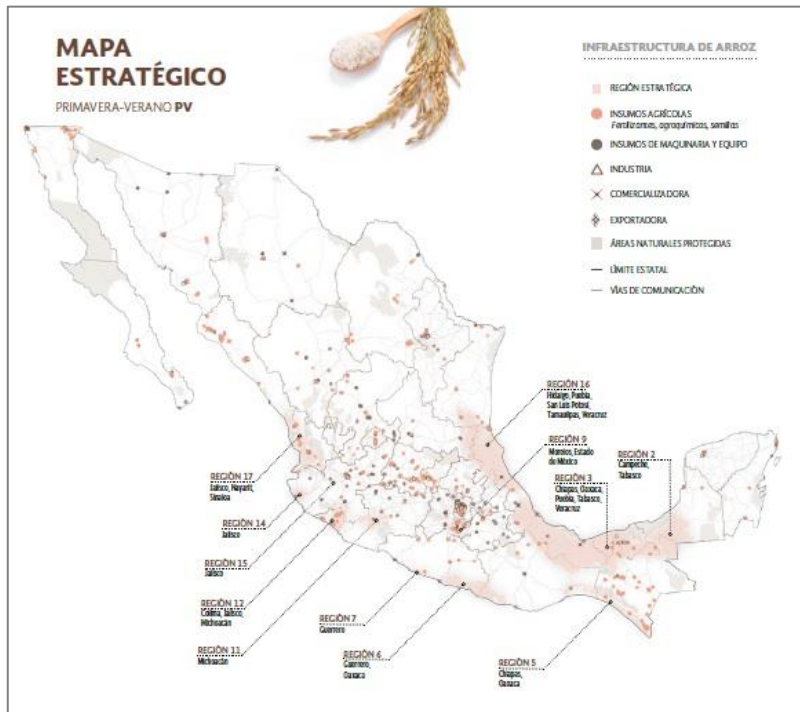 MAPA
ESTRATÉGICO
PRIMAVERA-VERANO PV
INFRAESTRUCTURA DE ARROZ
REGIÓN ESTRATÉGICA
INSUMOS AGRÍCOLAS
Fertilizantes, agroquímicos, semillas
INSUMOS DE MAQUINARIA Y EQUIPO
INDUSTRIA
COMERCIALIZADORA
EXPORTADORA
ÁREAS NATURALES PROTEGIDAS
LÍMITE ESTATAL
VÍAS DE COMUNICACIÓN
REGIÓN 16
Hidalgo, Puebla,
San Luis Potosí,
Tamaulipas, Veracruz
REGIÓN 9
Morelos, Estado
de México
REGIÓN 2
Campeche,
Tabasco
REGIÓN 3
Chiapas, Oaxaca,
Puebla, Tabasco,
Veracruz
REGIÓN 17
Jalisco, Nayarit,
Sinaloa
REGIÓN 14
Jalisco
REGIÓN 15
Jalisco
REGIÓN 12
Colima, Jalisco,
Michoacán
REGIÓN 11
Michoacán
REGIÓN 7
Guerrero
REGIÓN 6
Guerrero,
Oaxaca
REGIÓN 5
Chiapas,
Oaxaca